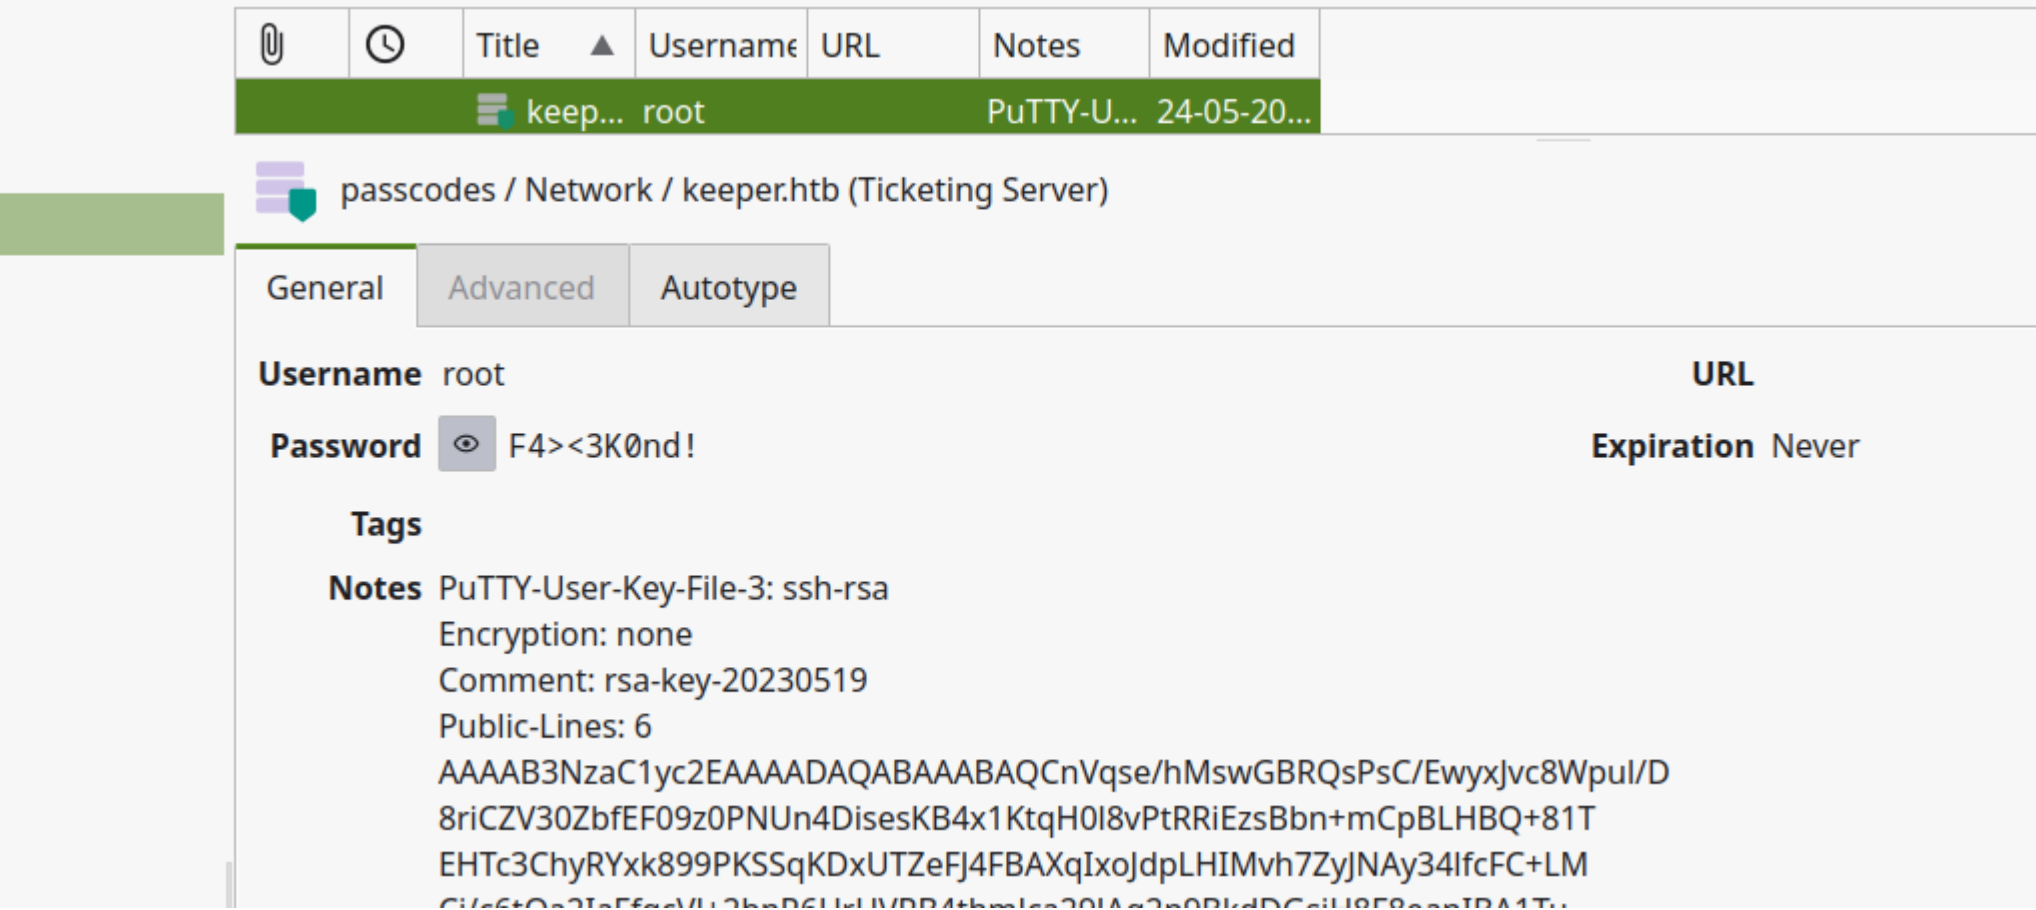 Title Username URL Notes Modified
keep... root PuTTY-U... 24-05-20...
passcodes / Network / keeper.htb (Ticketing Server)
General Advanced Autotype
Username root URL
Password F4><3K0nd! Expiration Never
Tags
Notes PuTTY-User-Key-File-3: ssh-rsa
Encryption: none
Comment: rsa-key-20230519
Public-Lines: 6
AAAAB3NzaC1yc2EAAAADAQABAAABAQCnVqse/hMswGBRQsPsC/EwyxJvc8Wpul/D
8riCZV30ZbfEF09z0PNUn4DisesKB4x1KtqH0l8vPtRRiEzsBbn+mCpBLHBQ+81T
EHTc3ChyRYxk899PKSSqKDxUTZeFJ4FBAXqIxoJdpLHIMvh7ZyJNAy34lfcFC+LM